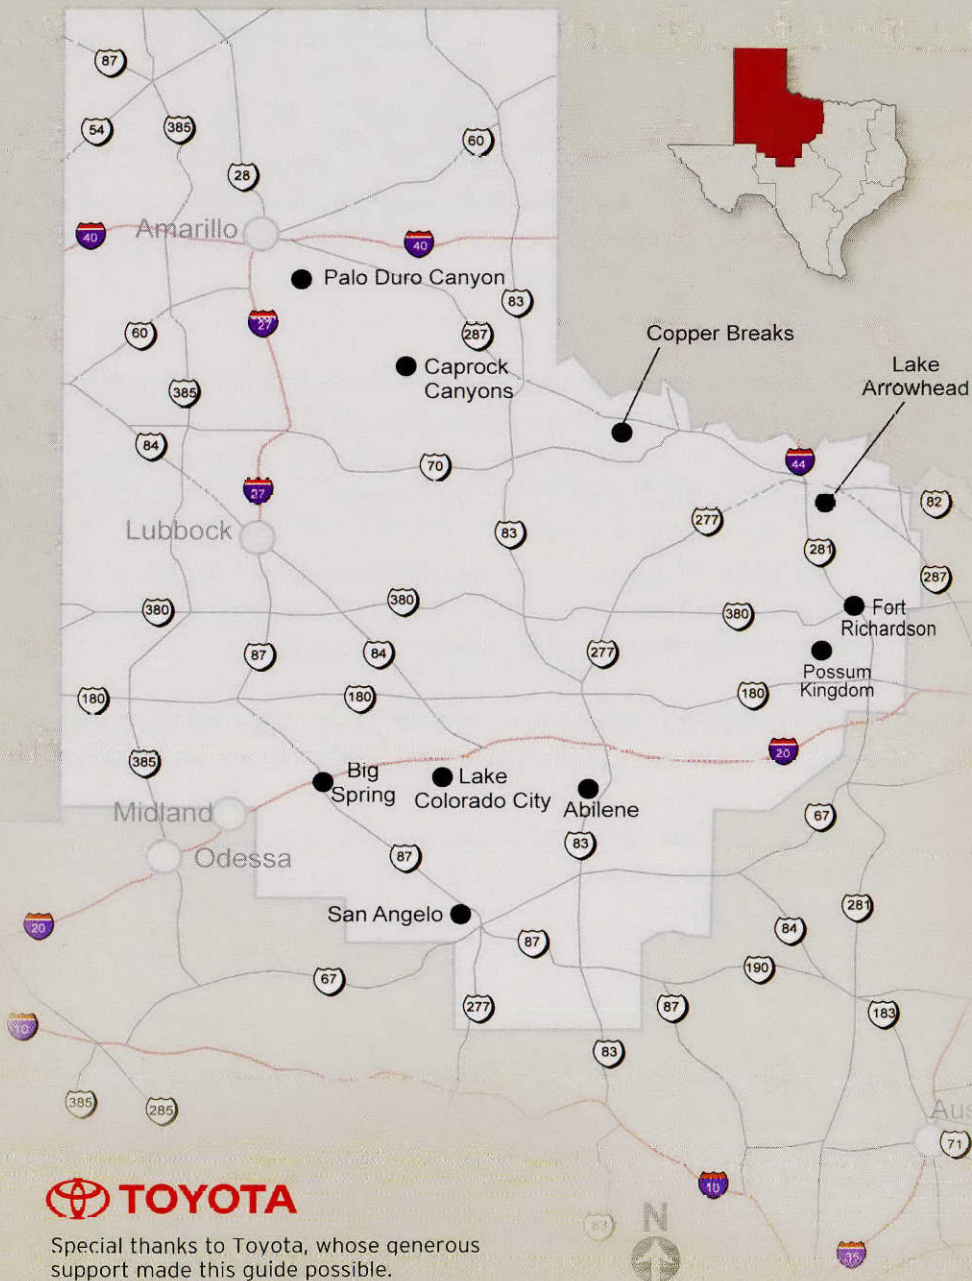 87
54
385
28
60
Amarillo
40
40
Palo Duro Canyon
27
83
60
287
Copper Breaks
Caprock
Canyons
Lake
Arrowhead
385
84
70
44
27
82
Lubbock
83
277
281
287
380
380
380
Fort
Richardson
87
84
277
Possum
Kingdom
180
180
180
20
385
Big
Spring
Lake
Colorado City
Abilene
Midland
67
Odessa
87
83
San Angelo
281
20
87
84
67
190
277
87
183
10
83
385
285
Aus
71
TOYOTA
10
N
83
35
Special thanks to Toyota, whose generous
support made this guide possible.